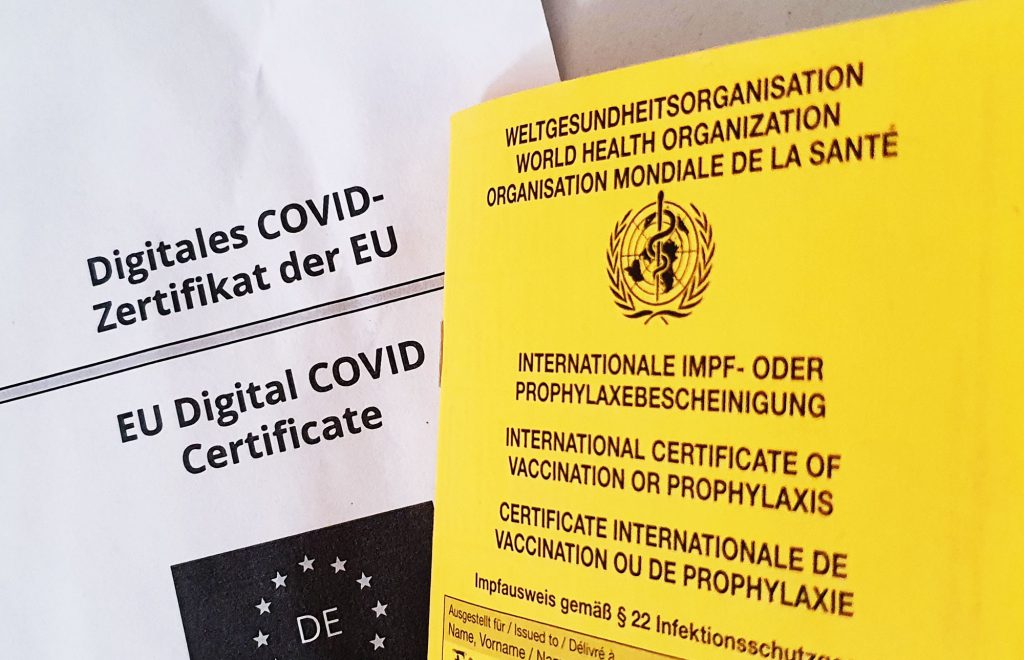 Digitales COVID-
Zertifikat der EU
EU Digital COVID
Certificate
DE
WELTGESUNDHEITSORGANISATION
WORLD HEALTH ORGANIZATION
ORGANISATION MONDIALE DE LA SANTÉ
INTERNATIONALE IMPF- ODER
PROPHYLAXEBESCHEINIGUNG
INTERNATIONAL CERTIFICATE OF
VACCINATION OR PROPHYLAXIS
CERTIFICATE INTERNATIONALE DE
VACCINATION OU DE PROPHYLAXIE
Impfausweis gemäß § 22 Infektionsschutzge
Ausgestellt für / Issued to / Délivré à
Name, Vorname / Nam